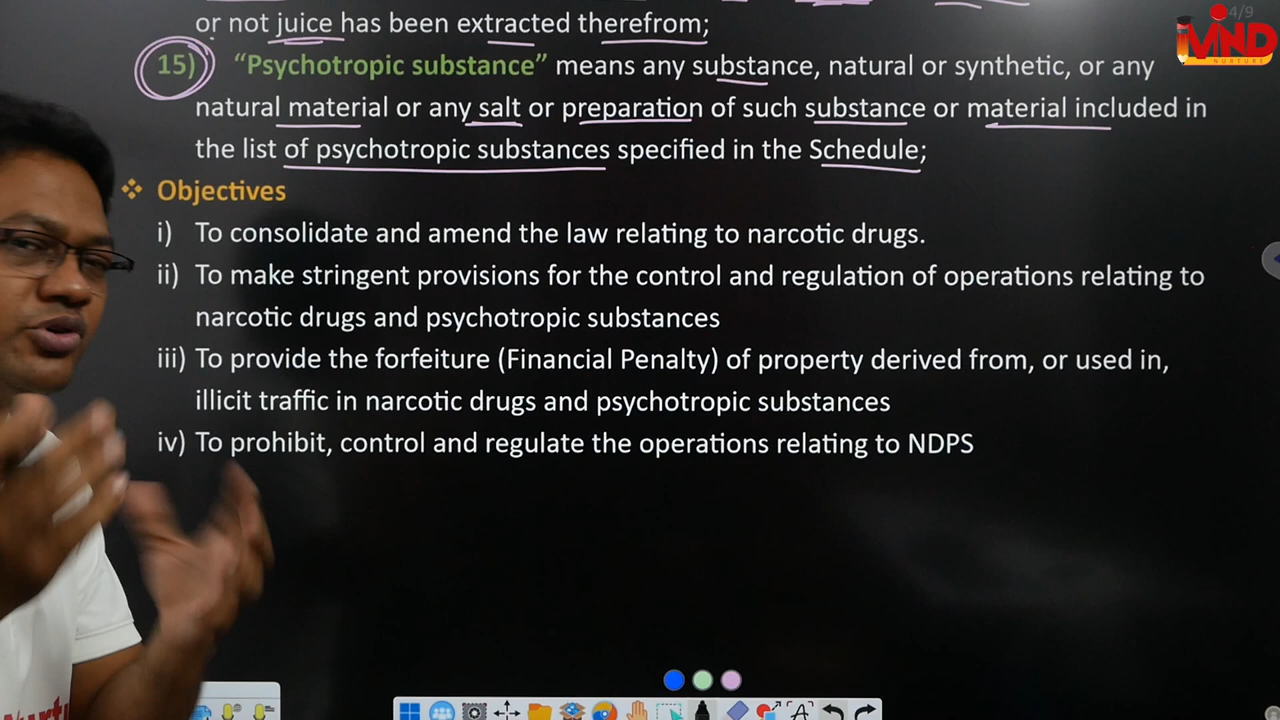 4/9
MIND
NURTURE
or not juice has been extracted therefrom;
15) “Psychotropic substance” means any substance, natural or synthetic, or any
natural material or any salt or preparation of such substance or material included in
the list of psychotropic substances specified in the Schedule;
❖ Objectives
i) To consolidate and amend the law relating to narcotic drugs.
ii) To make stringent provisions for the control and regulation of operations relating to
narcotic drugs and psychotropic substances
iii) To provide the forfeiture (Financial Penalty) of property derived from, or used in,
illicit traffic in narcotic drugs and psychotropic substances
iv) To prohibit, control and regulate the operations relating to NDPS